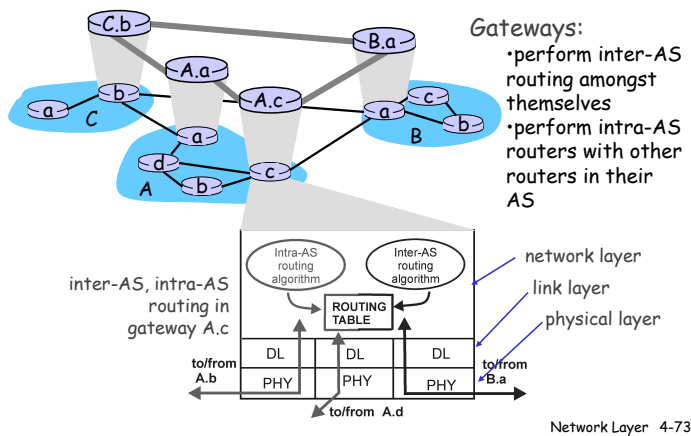 C.b
B.a
A.a
A.c
b
a
C
a
c
a
b
B
d
b
c
A
Gateways:
•perform inter-AS
routing amongst
themselves
•perform intra-AS
routers with other
routers in their
AS
inter-AS, intra-AS
routing in
gateway A.c
Intra-AS
routing
algorithm
Inter-AS
routing
algorithm
ROUTING
TABLE
DL
DL
DL
PHY
PHY
PHY
to/from
A.b
to/from A.d
to/from
B.a
network layer
link layer
physical layer
Network Layer 4-73